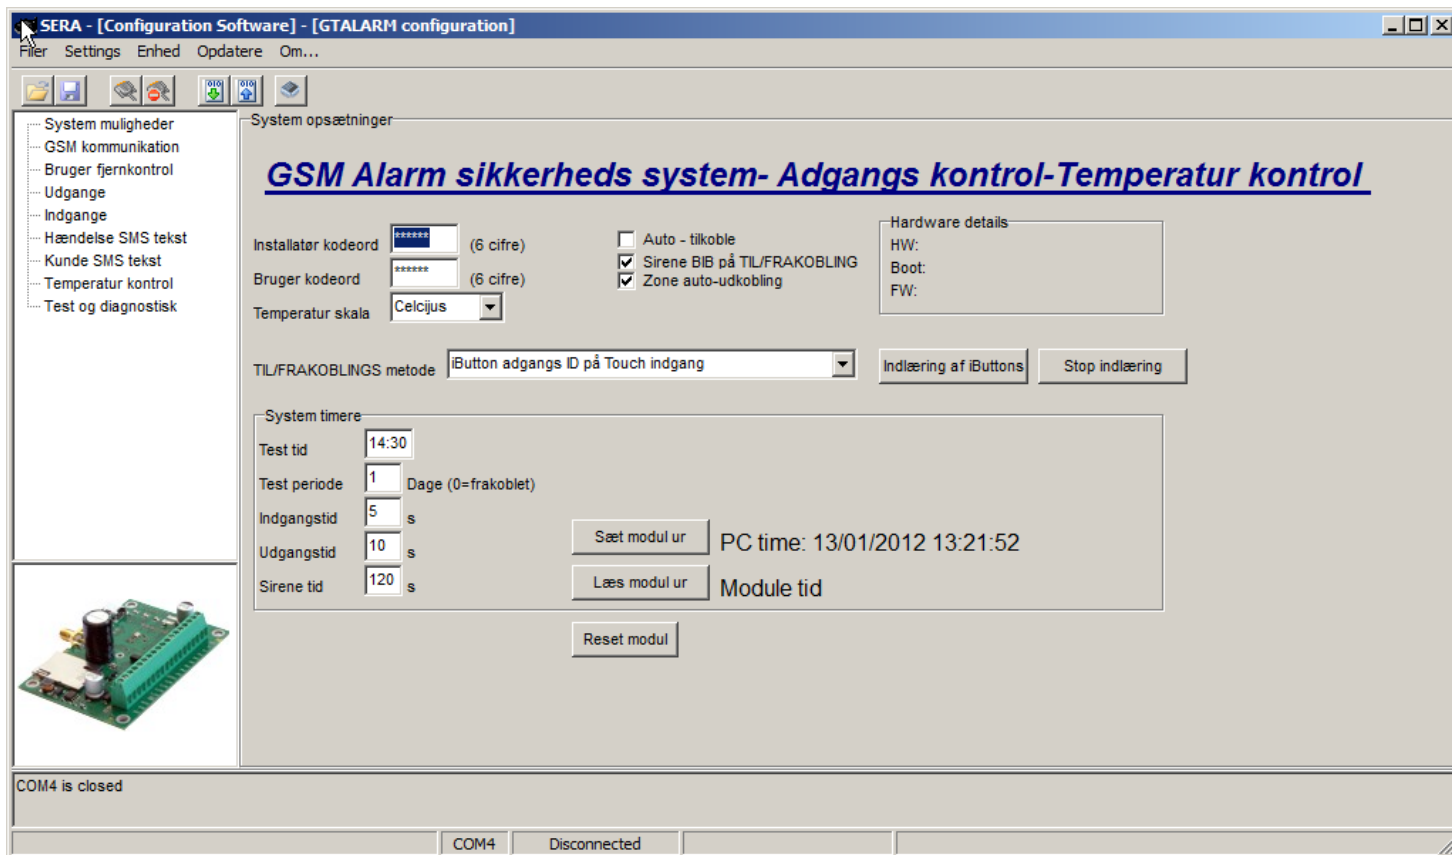 SERA - [Configuration Software] - [GTALARM configuration]
Filer Settings Enhed Opdatere Om...
System muligheder
GSM kommunikation
Bruger fjernkontrol
Udgange
Indgange
Hændelse SMS tekst
Kunde SMS tekst
Temperatur kontrol
Test og diagnostisk
System opsætninger
GSM Alarm sikkerheds system- Adgangs kontrol-Temperatur kontrol
Installatør kodeord ****** (6 cifre)
Bruger kodeord ****** (6 cifre)
Temperatur skala Celcijus
Auto - tilkoble
Sirene BIB på TIL/FRAKOBLING
Zone auto-udkobling
Hardware details
HW:
Boot:
FW:
TIL/FRAKOBLINGS metode iButton adgangs ID på Touch indgang Indlæring af iButtons Stop indlæring
System timere
Test tid 14:30
Test periode 1 Dage (0=frakoblet)
Indgangstid 5 s
Udgangstid 10 s
Sirene tid 120 s
Sæt modul ur PC time: 13/01/2012 13:21:52
Læs modul ur Module tid
Reset modul
COM4 is closed
COM4 Disconnected